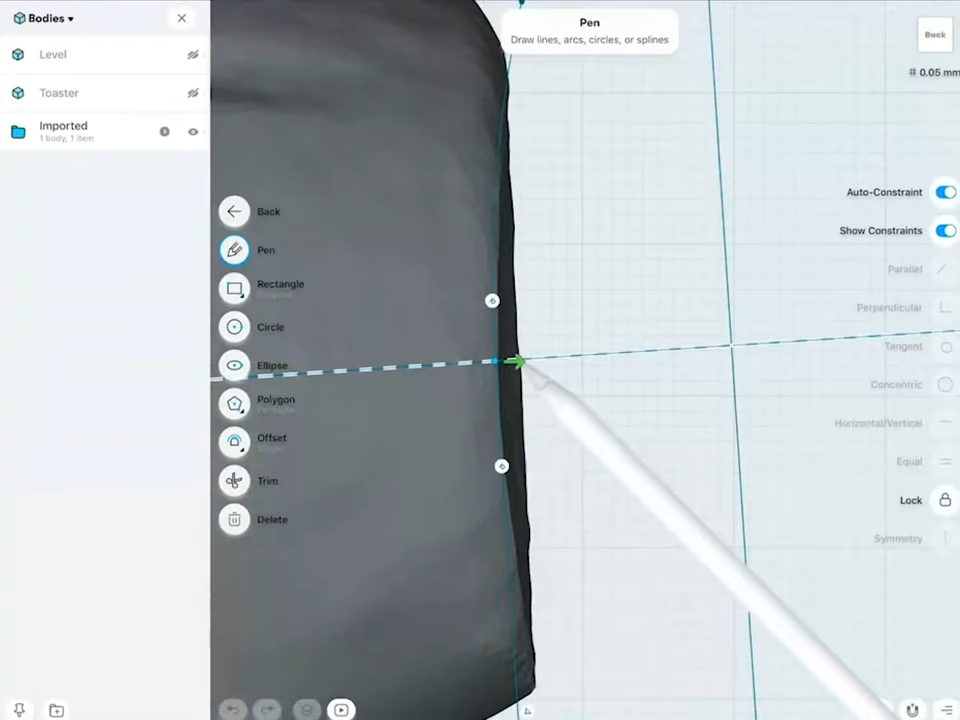 Bodies ▾
Level
Toaster
Imported
1 body, 1 item
Pen
Draw lines, arcs, circles, or splines
Back
# 0.05 mm
Back
Pen
Rectangle
Circle
Ellipse
Polygon
Offset
Trim
Delete
Auto-Constraint
Show Constraints
Parallel
Perpendicular
Tangent
Concentric
Horizontal/Vertical
Equal
Lock
Symmetry